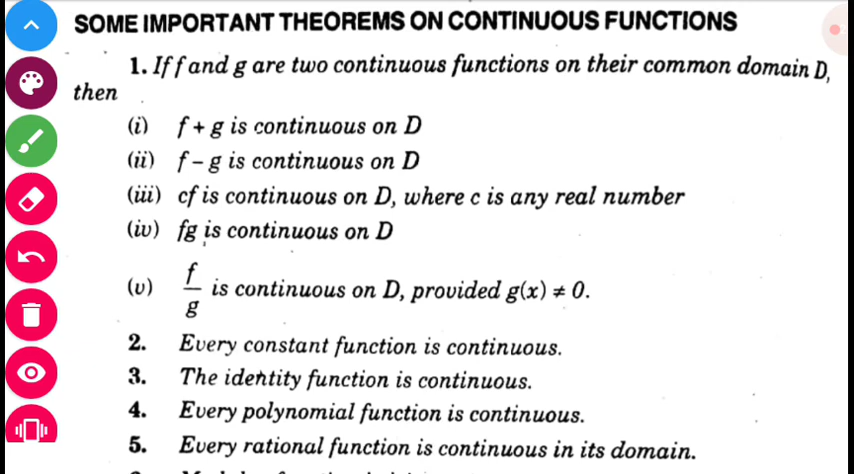 SOME IMPORTANT THEOREMS ON CONTINUOUS FUNCTIONS
1. If f and g are two continuous functions on their common domain D,
then
(i) f + g is continuous on D
(ii) f – g is continuous on D
(iii) cf is continuous on D, where c is any real number
(iv) fg is continuous on D
(v) f/g is continuous on D, provided g(x) ≠ 0.
2. Every constant function is continuous.
3. The identity function is continuous.
4. Every polynomial function is continuous.
5. Every rational function is continuous in its domain.